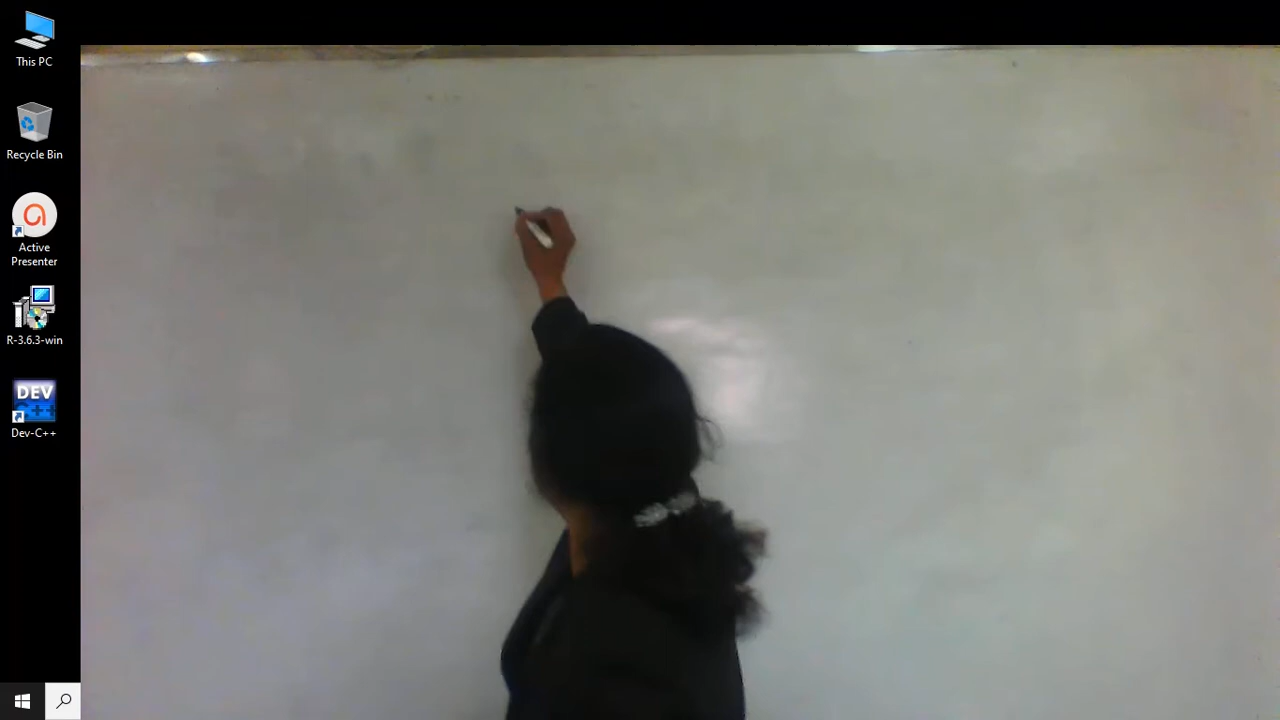 This PC
Recycle Bin
Active
Presenter
R-3.6.3-win
DEV
C++
Dev-C++